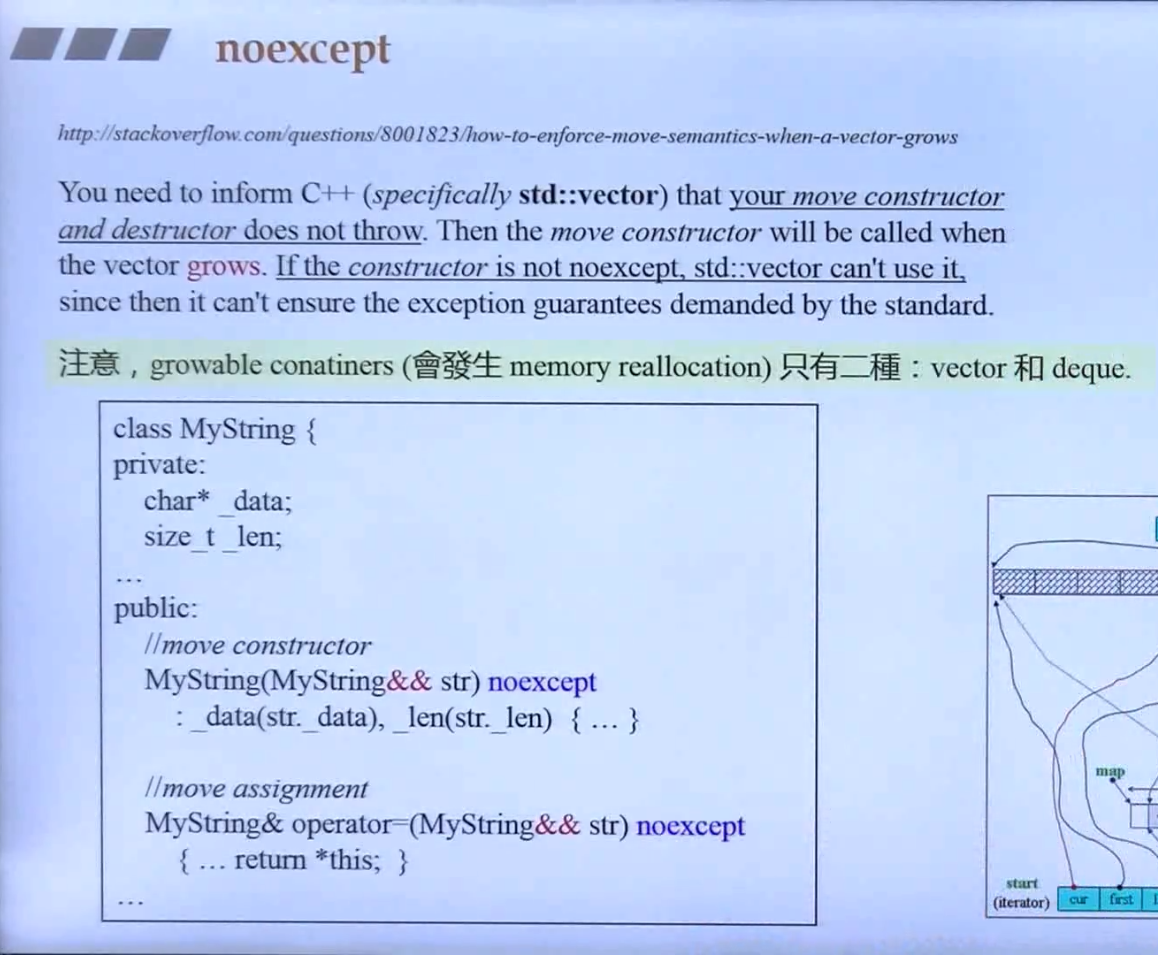 noexcept
http://stackoverflow.com/questions/8001823/how-to-enforce-move-semantics-when-a-vector-grows
You need to inform C++ (specifically std::vector) that your move constructor
and destructor does not throw. Then the move constructor will be called when
the vector grows. If the constructor is not noexcept, std::vector can't use it,
since then it can't ensure the exception guarantees demanded by the standard.
注意，growable conatiners (會發生 memory reallocation) 只有二種：vector 和 deque.
class MyString {
private:
char* _data;
size_t _len;
...
public:
//move constructor
MyString(MyString&& str) noexcept
: _data(str._data), _len(str._len) { ... }
//move assignment
MyString& operator=(MyString&& str) noexcept
{ ... return *this; }
...
map
start
(iterator)
cur first